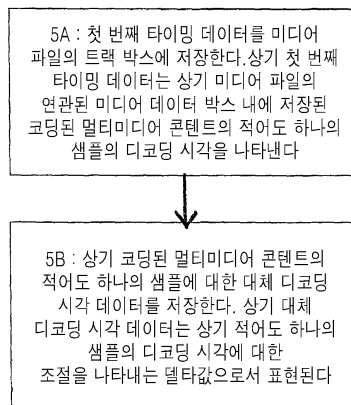 5A : 첫 번째 타이밍 데이터를 미디어
파일의 트랙 박스에 저장한다.상기 첫 번째
타이밍 데이터는 상기 미디어 파일의
연관된 미디어 데이터 박스 내에 저장된
코딩된 멀티미디어 콘텐트의 적어도 하나의
샘플의 디코딩 시각을 나타낸다
5B : 상기 코딩된 멀티미디어 콘텐트의
적어도 하나의 샘플에 대한 대체 디코딩
시각 데이터를 저장한다. 상기 대체
디코딩 시각 데이터는 상기 적어도 하나의
샘플의 디코딩 시각에 대한
조절을 나타내는 델타값으로서 표현된다